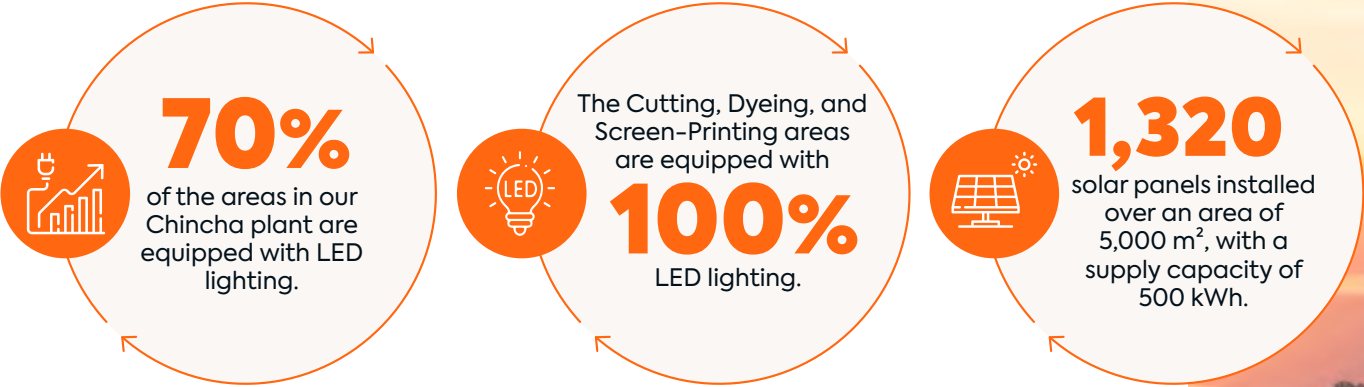 70%
of the areas in our
Chincha plant are
equipped with LED
lighting.
LED
The Cutting, Dyeing, and
Screen-Printing areas
are equipped with
100%
LED lighting.
1,320
solar panels installed
over an area of
5,000 m², with a
supply capacity of
500 kWh.